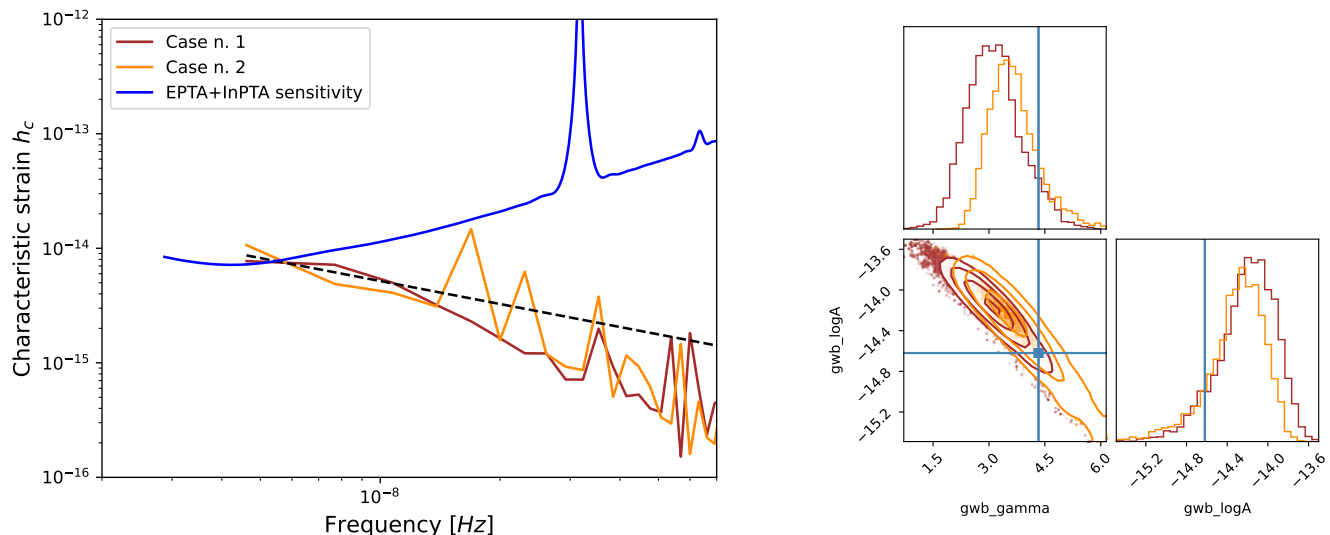 10⁻¹²
10⁻¹³
10⁻¹⁴
10⁻¹⁵
10⁻¹⁶
Characteristic strain h_c
Case n. 1
Case n. 2
EPTA+InPTA sensitivity
10⁻⁸
Frequency [Hz]
−13.6
−14.0
−14.4
−14.8
−15.2
gwb_logA
1.5
3.0
4.5
6.0
gwb_gamma
−15.2
−14.8
−14.4
−14.0
−13.6
gwb_logA